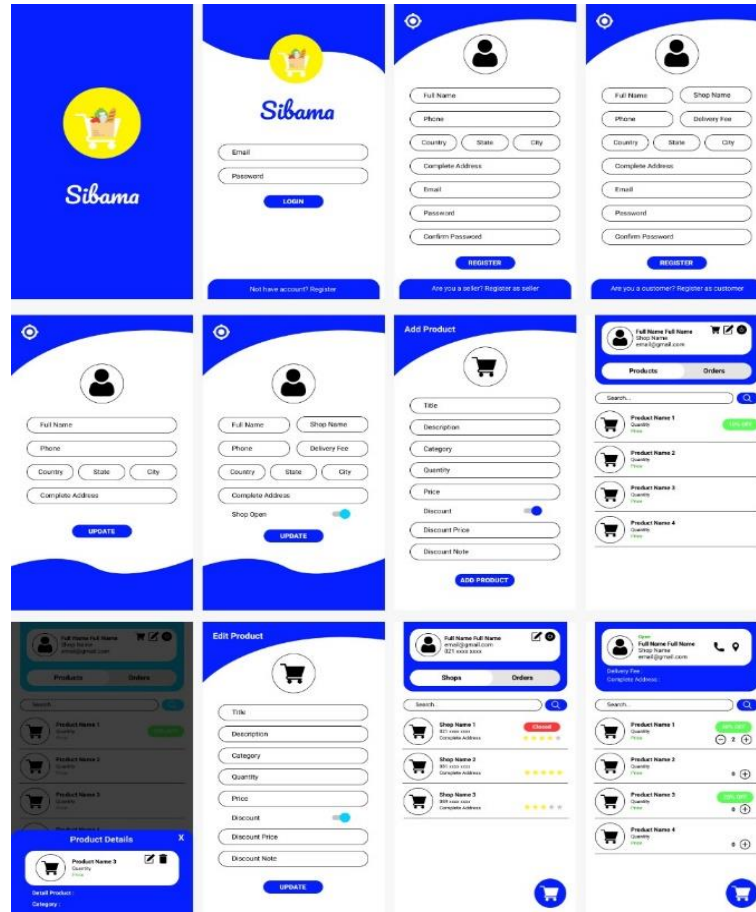 Sibama
Sibama
Email
Password
LOGIN
Not have account? Register
Full Name
Phone
Country State City
Complete Address
Email
Password
Confirm Password
REGISTER
Are you a seller? Register as seller
Full Name Shop Name
Phone Delivery Fee
Country State City
Complete Address
Email
Password
Confirm Password
REGISTER
Are you a customer? Register as customer
Full Name
Phone
Country State City
Complete Address
UPDATE
Full Name Shop Name
Phone Delivery Fee
Country State City
Complete Address
Shop Open
UPDATE
Add Product
Title
Description
Category
Quantity
Price
Discount
Discount Price
Discount Note
ADD PRODUCT
Full Name Full Name
Shop Name
email@gmail.com
Products Orders
Search...
Product Name 1
Quantity
Price
Product Name 2
Quantity
Price
Product Name 3
Quantity
Price
Product Name 4
Quantity
Price
Full Name Full Name
Shop Name
email@gmail.com
Products Orders
Search
Product Name 1
Quantity
Product Name 2
Quantity
Product Name 3
Quantity
Product Details X
Product Name 3
Quantity
Price
Detail Product :
Category :
Edit Product
Title
Description
Category
Quantity
Price
Discount
Discount Price
Discount Note
UPDATE
Full Name Full Name
email@gmail.com
021 xxxx xxxx
Shops Orders
Search...
Shop Name 1 Closed
021 xxxx xxxx
Complete Address
Shop Name 2
Complete Address
Shop Name 3
Complete Address
Open
Full Name Full Name
Shop Name
email@gmail.com
Delivery Fee :
Complete Address :
Search...
Product Name 1
Quantity
Price
2
Product Name 2
Quantity
Price
0
Product Name 3
Quantity
Price
0
Product Name 4
Quantity
Price
0